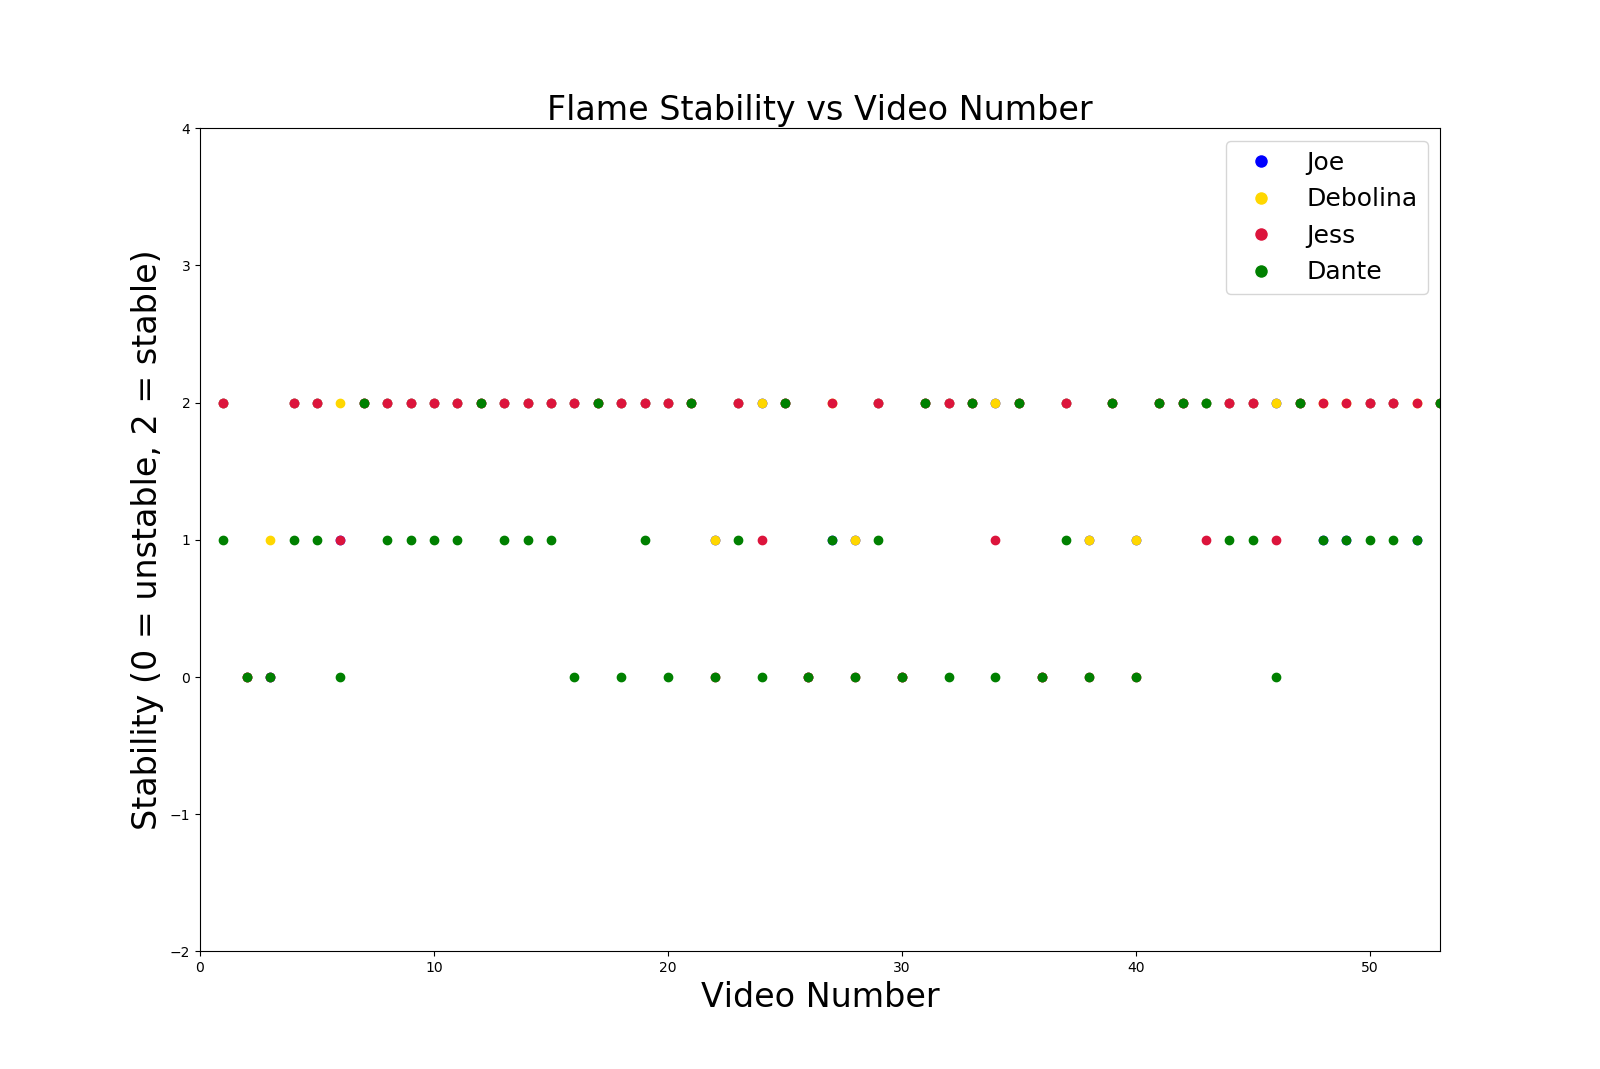 Flame Stability vs Video Number
Joe
Debolina
Jess
Dante
Stability (0 = unstable, 2 = stable)
4
3
2
1
0
−1
−2
0 10 20 30 40 50
Video Number